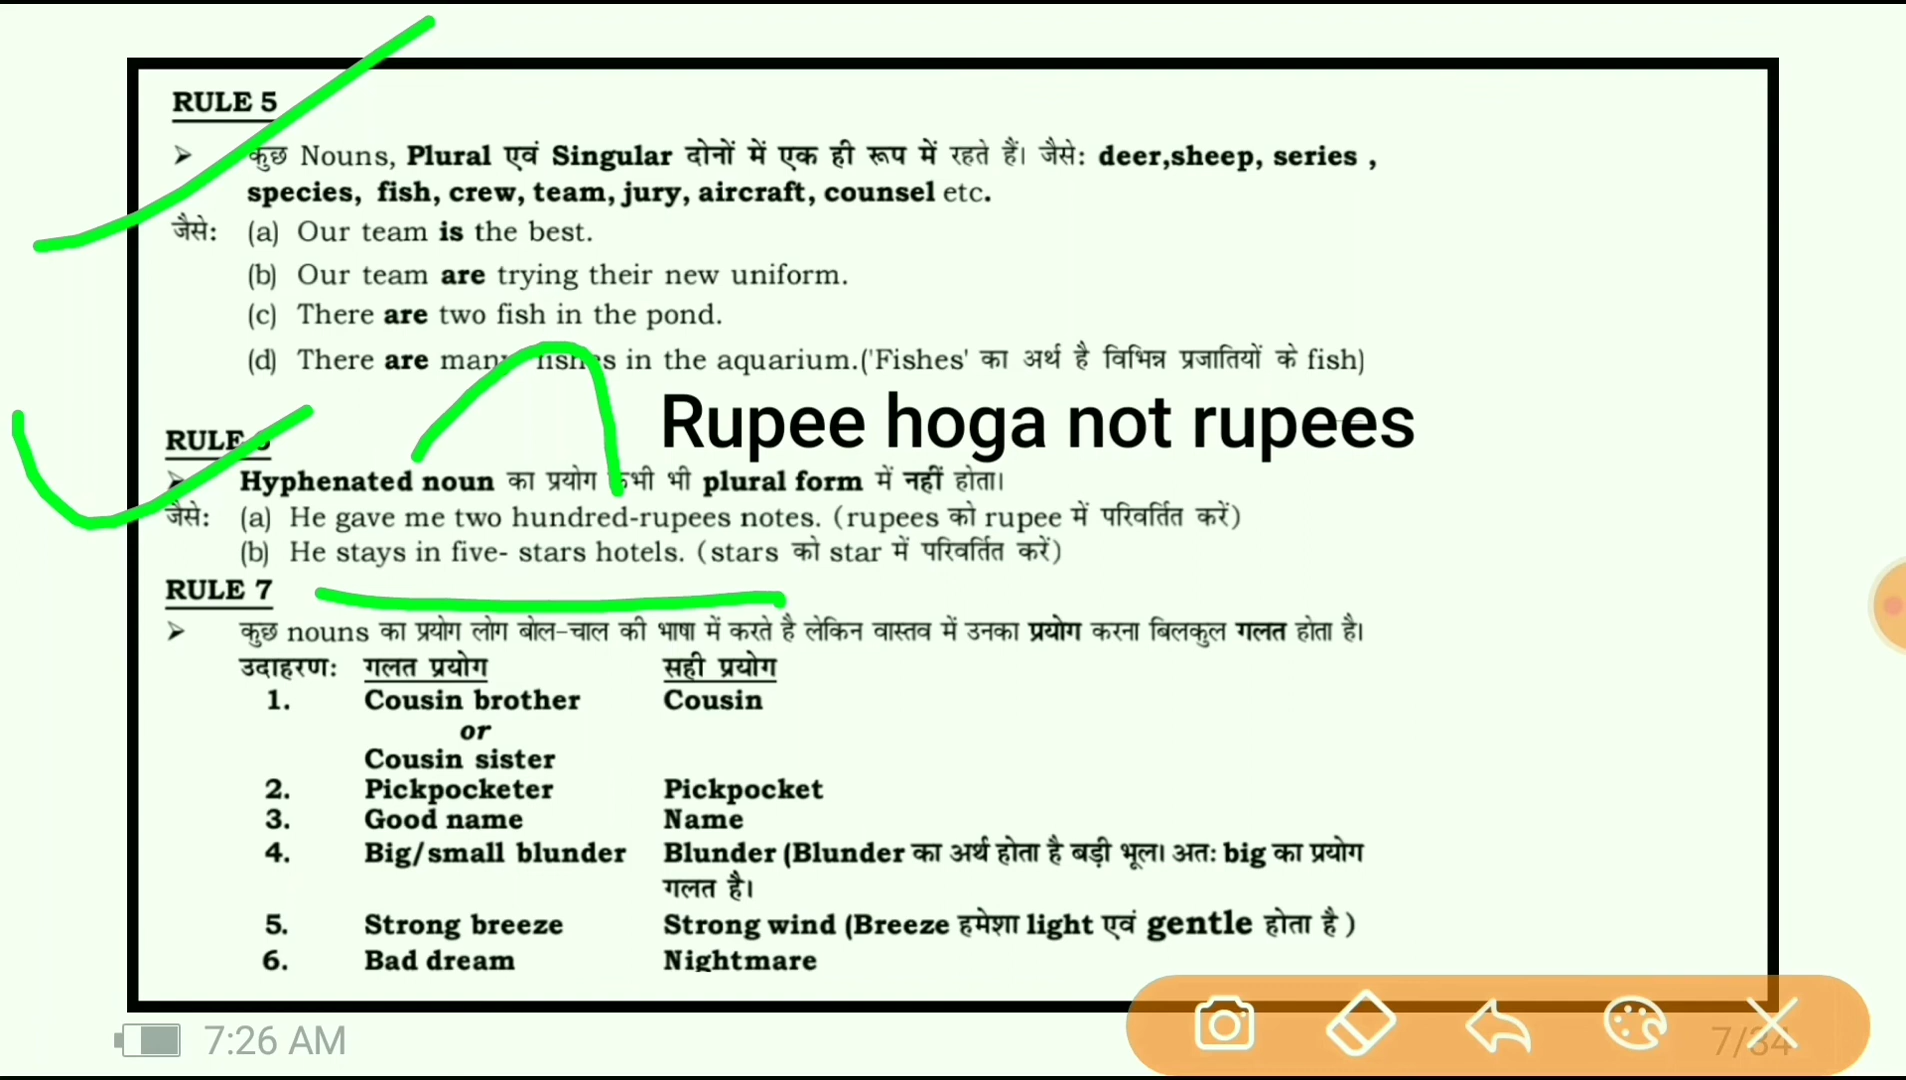 RULE 5
➤ कुछ Nouns, Plural एवं Singular दोनों में एक ही रूप में रहते हैं। जैसे: deer,sheep, series ,
species, fish, crew, team, jury, aircraft, counsel etc.
जैसे: (a) Our team is the best.
(b) Our team are trying their new uniform.
(c) There are two fish in the pond.
(d) There are many fishes in the aquarium.('Fishes' का अर्थ है विभिन्न प्रजातियों के fish)
Rupee hoga not rupees
RULE 6
➤ Hyphenated noun का प्रयोग कभी भी plural form में नहीं होता।
जैसे: (a) He gave me two hundred-rupees notes. (rupees को rupee में परिवर्तित करें)
(b) He stays in five- stars hotels. (stars को star में परिवर्तित करें)
RULE 7
➤ कुछ nouns का प्रयोग लोग बोल-चाल की भाषा में करते है लेकिन वास्तव में उनका प्रयोग करना बिलकुल गलत होता है।
उदाहरण: गलत प्रयोग सही प्रयोग
1. Cousin brother Cousin
or
Cousin sister
2. Pickpocketer Pickpocket
3. Good name Name
4. Big/small blunder Blunder (Blunder का अर्थ होता है बड़ी भूल। अत: big का प्रयोग
गलत है।
5. Strong breeze Strong wind (Breeze हमेशा light एवं gentle होता है )
6. Bad dream Nightmare
7:26 AM 7/34